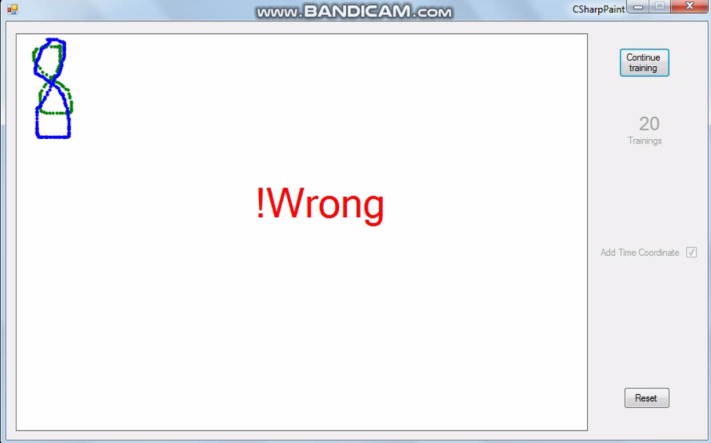 www.BANDICAM.com
CSharpPaint
Continue
training
20
Trainings
!Wrong
Add Time Coordinate
Reset